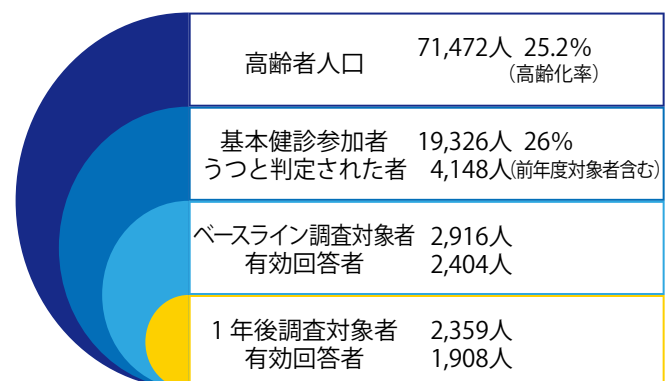 高齢者人口 71,472人 25.2%
（高齢化率）
基本健診参加者 19,326人 26%
うつと判定された者 4,148人(前年度対象者含む)
ベースライン調査対象者 2,916人
有効回答者 2,404人
1年後調査対象者 2,359人
有効回答者 1,908人